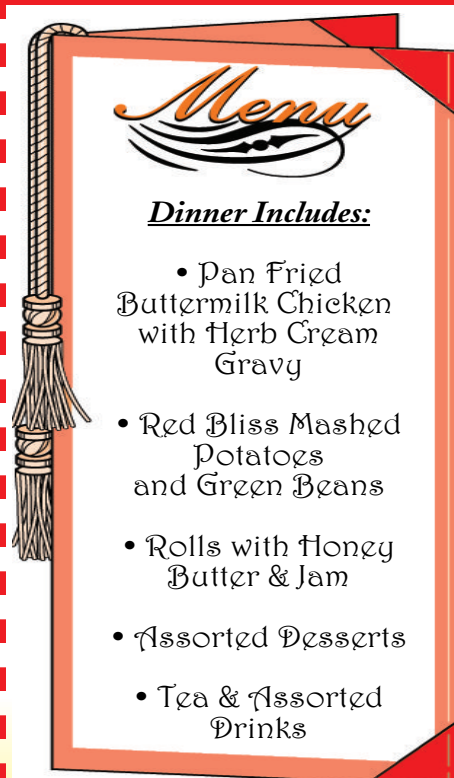 Menu
Dinner Includes:
• Pan Fried
Buttermilk Chicken
with Herb Cream
Gravy
• Red Bliss Mashed
Potatoes
and Green Beans
• Rolls with Honey
Butter & Jam
• Assorted Desserts
• Tea & Assorted
Drinks